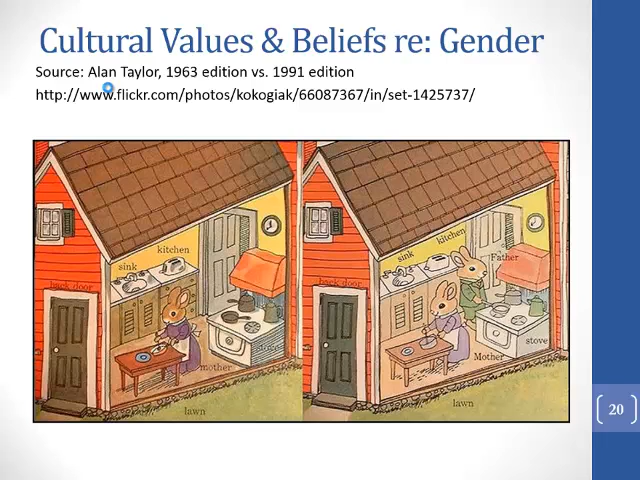 Cultural Values & Beliefs re: Gender
Source: Alan Taylor, 1963 edition vs. 1991 edition
http://www.flickr.com/photos/kokogiak/66087367/in/set-1425737/
kitchen
sink
back door
mother
lawn
kitchen
sink
Father
back door
stove
Mother
lawn
20